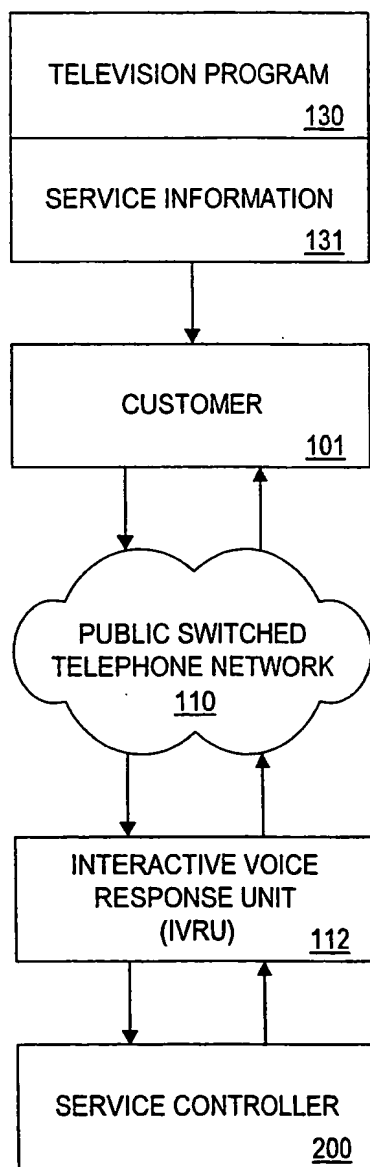 TELEVISION PROGRAM
130
SERVICE INFORMATION
131
CUSTOMER
101
PUBLIC SWITCHED
TELEPHONE NETWORK
110
INTERACTIVE VOICE
RESPONSE UNIT
(IVRU)
112
SERVICE CONTROLLER
200